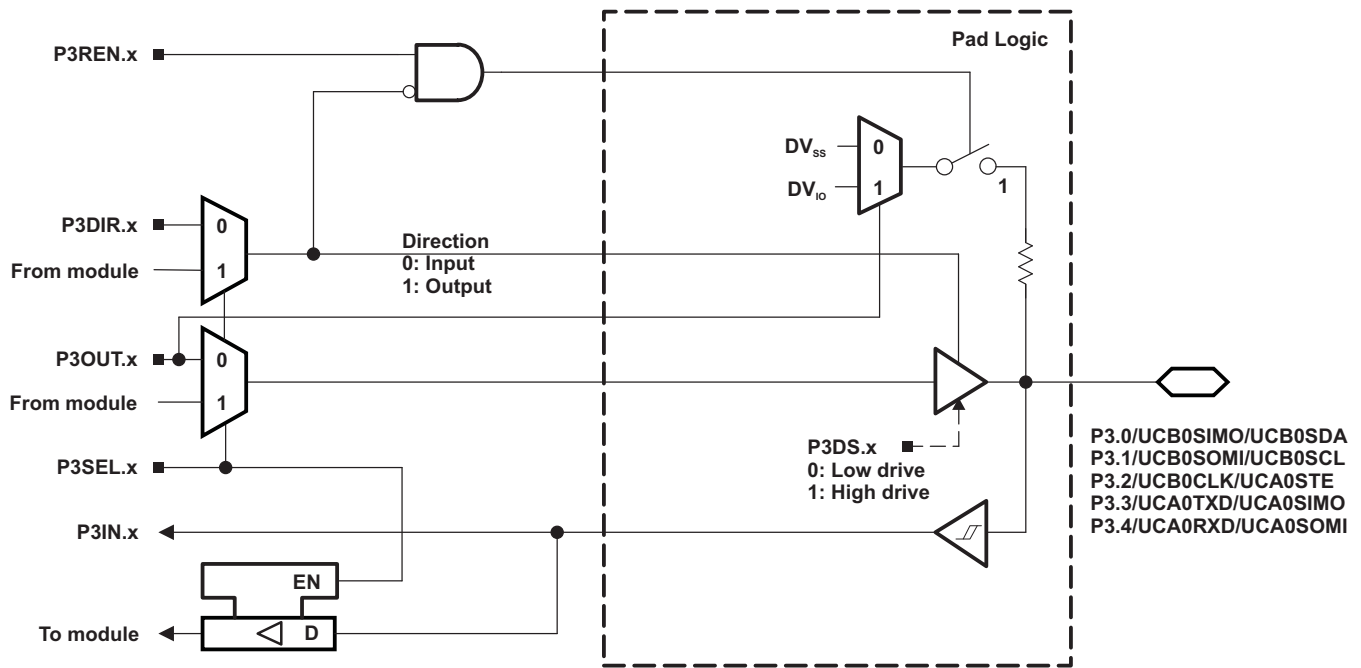 Pad Logic
P3REN.x
DVSS
0
DVIO
1
1
P3DIR.x
0
From module
1
Direction
0: Input
1: Output
P3OUT.x
0
From module
1
P3DS.x
0: Low drive
1: High drive
P3SEL.x
P3.0/UCB0SIMO/UCB0SDA
P3.1/UCB0SOMI/UCB0SCL
P3.2/UCB0CLK/UCA0STE
P3.3/UCA0TXD/UCA0SIMO
P3.4/UCA0RXD/UCA0SOMI
P3IN.x
EN
To module
D